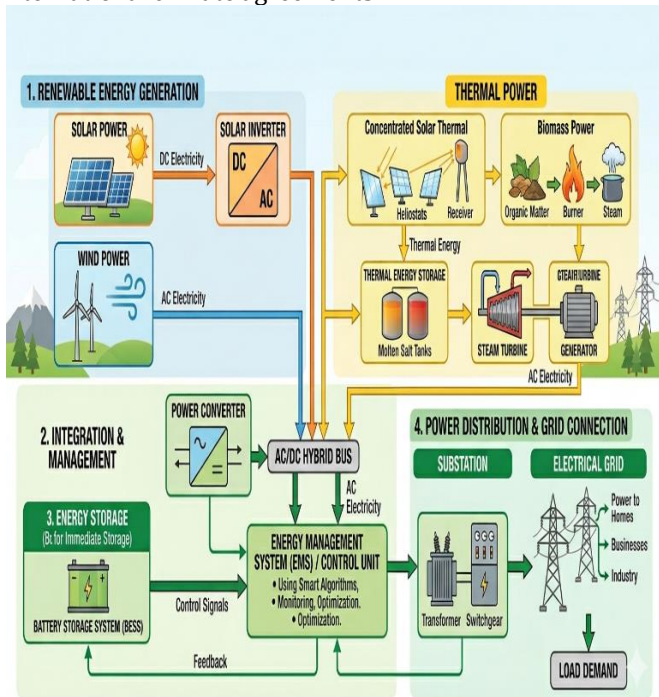 1. RENEWABLE ENERGY GENERATION
SOLAR POWER
DC Electricity
SOLAR INVERTER
DC
AC
WIND POWER
AC Electricity
THERMAL POWER
Concentrated Solar Thermal
Heliostats
Receiver
Biomass Power
Organic Matter
Burner
Steam
Thermal Energy
THERMAL ENERGY STORAGE
Molten Salt Tanks
STEAM TURBINE
GENERATOR
AC Electricity
2. INTEGRATION &
MANAGEMENT
POWER CONVERTER
AC/DC HYBRID BUS
AC
Electricity
3. ENERGY STORAGE
for Immediate Storage)
BATTERY STORAGE SYSTEM (BESS)
Control Signals
Feedback
ENERGY MANAGEMENT
SYSTEM (EMS) / CONTROL UNIT
• Using Smart Algorithms,
• Monitoring, Optimization.
• Optimization.
4. POWER DISTRIBUTION & GRID CONNECTION
SUBSTATION
Transformer
Switchgear
ELECTRICAL GRID
Power to
Homes
Businesses
Industry
LOAD DEMAND